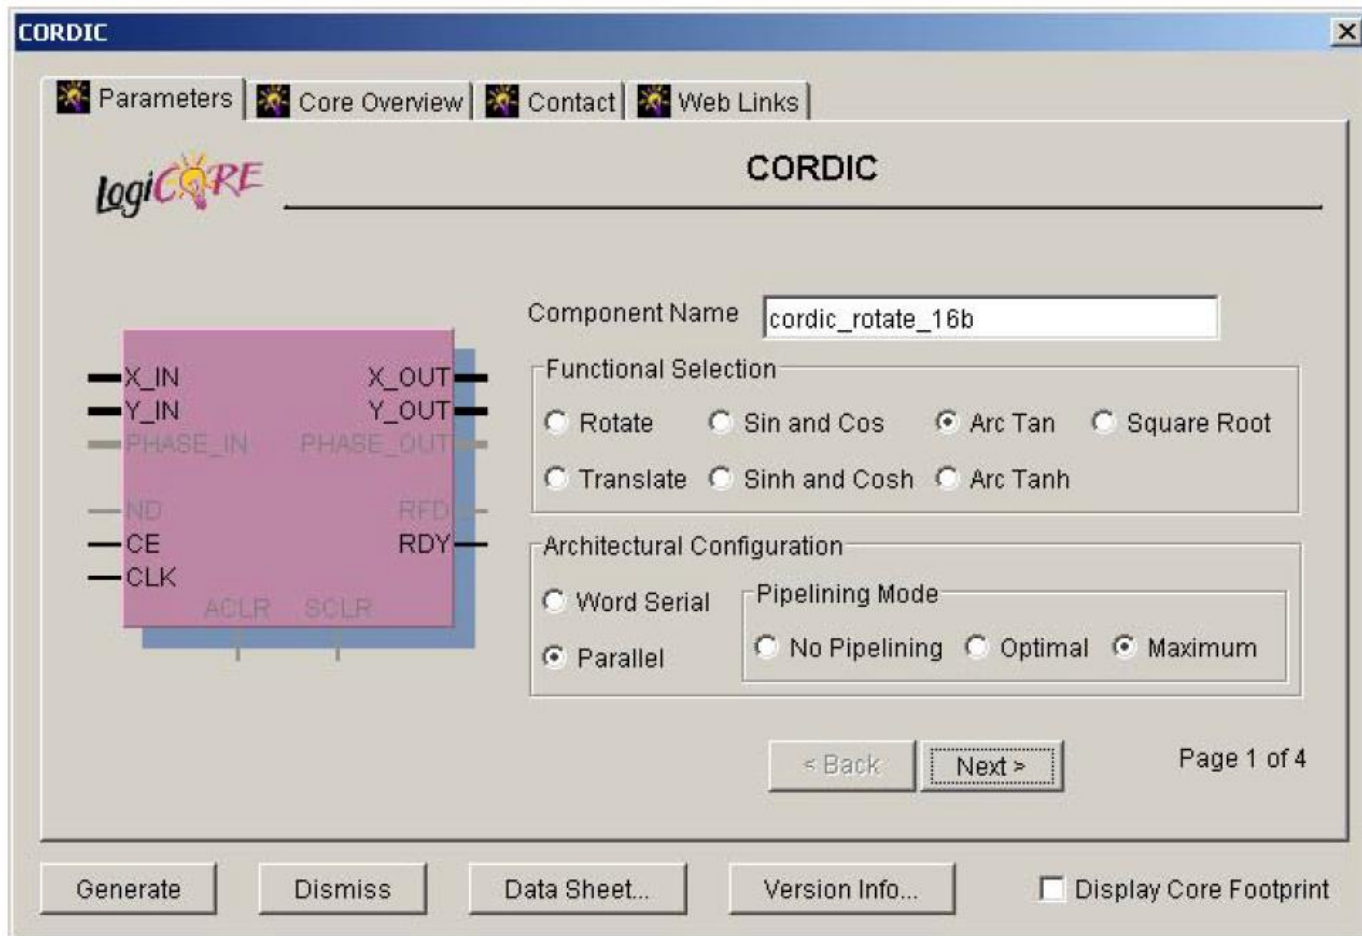 CORDIC
Parameters Core Overview Contact Web Links
LogiCORE
CORDIC
Component Name cordic_rotate_16b
Functional Selection
Rotate Sin and Cos Arc Tan Square Root
Translate Sinh and Cosh Arc Tanh
Architectural Configuration
Word Serial
Parallel
Pipelining Mode
No Pipelining Optimal Maximum
X_IN X_OUT
Y_IN Y_OUT
PHASE_IN PHASE_OUT
ND RFD
CE RDY
CLK
ACLR SCLR
< Back Next > Page 1 of 4
Generate Dismiss Data Sheet... Version Info... Display Core Footprint